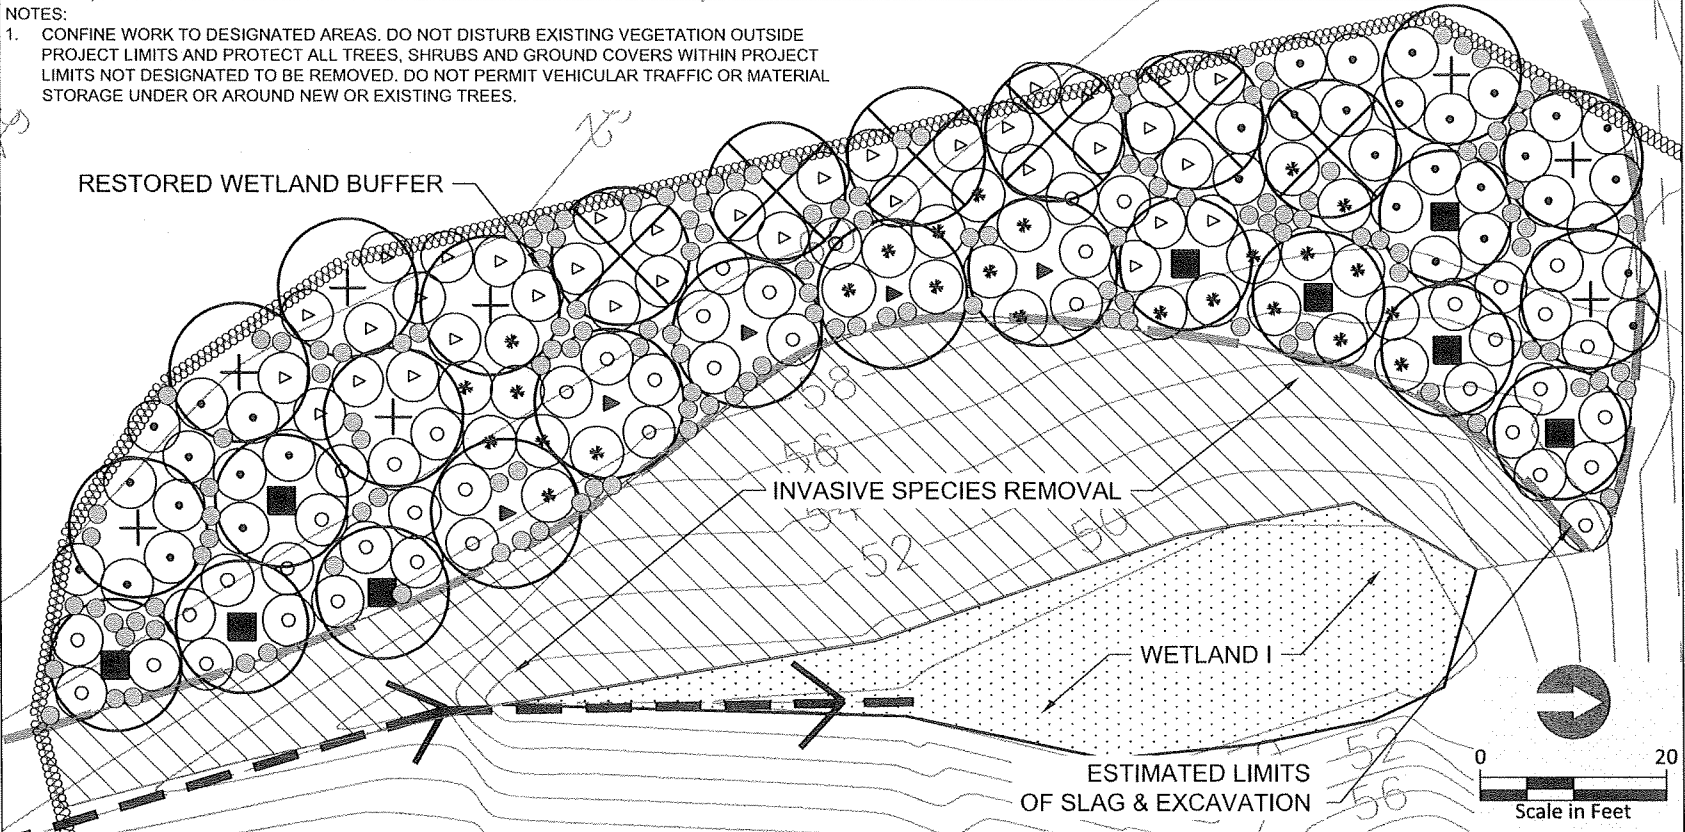 NOTES:
1. CONFINE WORK TO DESIGNATED AREAS. DO NOT DISTURB EXISTING VEGETATION OUTSIDE
PROJECT LIMITS AND PROTECT ALL TREES, SHRUBS AND GROUND COVERS WITHIN PROJECT
LIMITS NOT DESIGNATED TO BE REMOVED. DO NOT PERMIT VEHICULAR TRAFFIC OR MATERIAL
STORAGE UNDER OR AROUND NEW OR EXISTING TREES.
RESTORED WETLAND BUFFER
58
56
INVASIVE SPECIES REMOVAL
54
50
52
WETLAND I
52
ESTIMATED LIMITS
OF SLAG & EXCAVATION
56
0 20
Scale in Feet